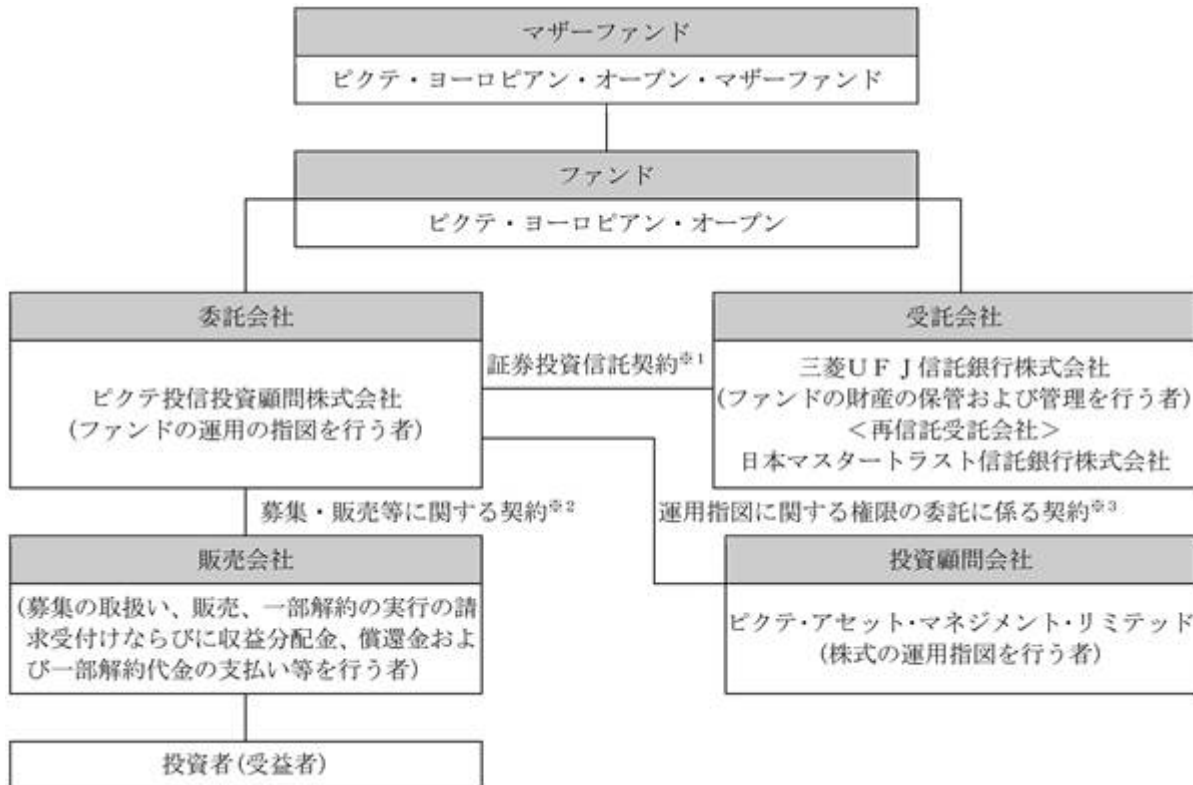 マザーファンド
ピクテ・ヨーロピアン・オープン・マザーファンド
ファンド
ピクテ・ヨーロピアン・オープン
委託会社
ピクテ投信投資顧問株式会社
(ファンドの運用の指図を行う者)
証券投資信託契約※1
受託会社
三菱UFJ信託銀行株式会社
(ファンドの財産の保管および管理を行う者)
<再信託受託会社>
日本マスタートラスト信託銀行株式会社
募集・販売等に関する契約※2
運用指図に関する権限の委託に係る契約※3
販売会社
(募集の取扱い、販売、一部解約の実行の請
求受付けならびに収益分配金、償還金およ
び一部解約代金の支払い等を行う者)
投資顧問会社
ピクテ・アセット・マネジメント・リミテッド
(株式の運用指図を行う者)
投資者(受益者)